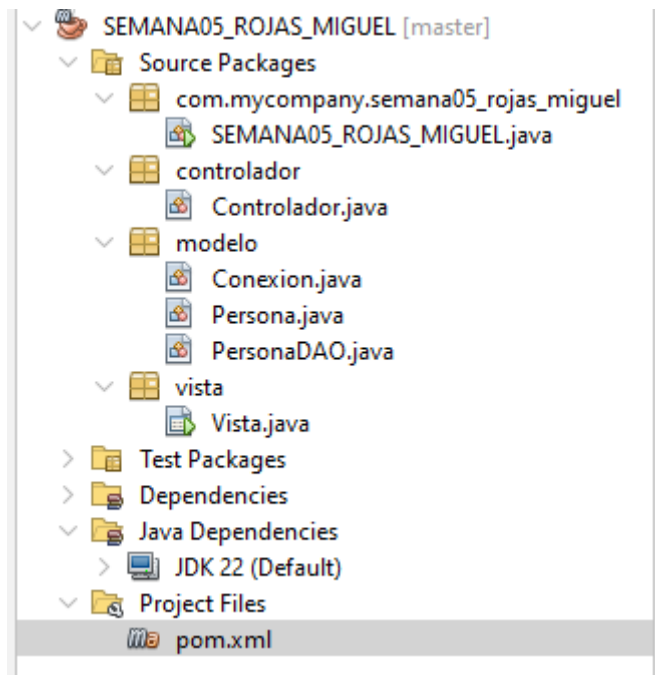 SEMANA05_ROJAS_MIGUEL [master]
Source Packages
com.mycompany.semana05_rojas_miguel
SEMANA05_ROJAS_MIGUEL.java
controlador
Controlador.java
modelo
Conexion.java
Persona.java
PersonaDAO.java
vista
Vista.java
Test Packages
Dependencies
Java Dependencies
JDK 22 (Default)
Project Files
pom.xml